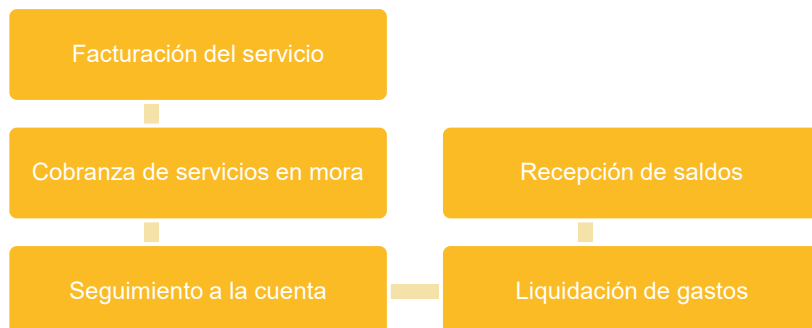 Facturación del servicio
Cobranza de servicios en mora
Seguimiento a la cuenta
Liquidación de gastos
Recepción de saldos